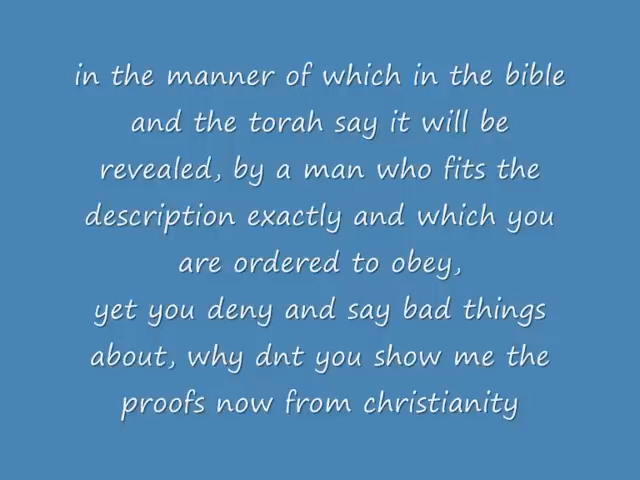 in the manner of which in the bible
and the torah say it will be
revealed, by a man who fits the
description exactly and which you
are ordered to obey,
yet you deny and say bad things
about, why dnt you show me the
proofs now from christianity